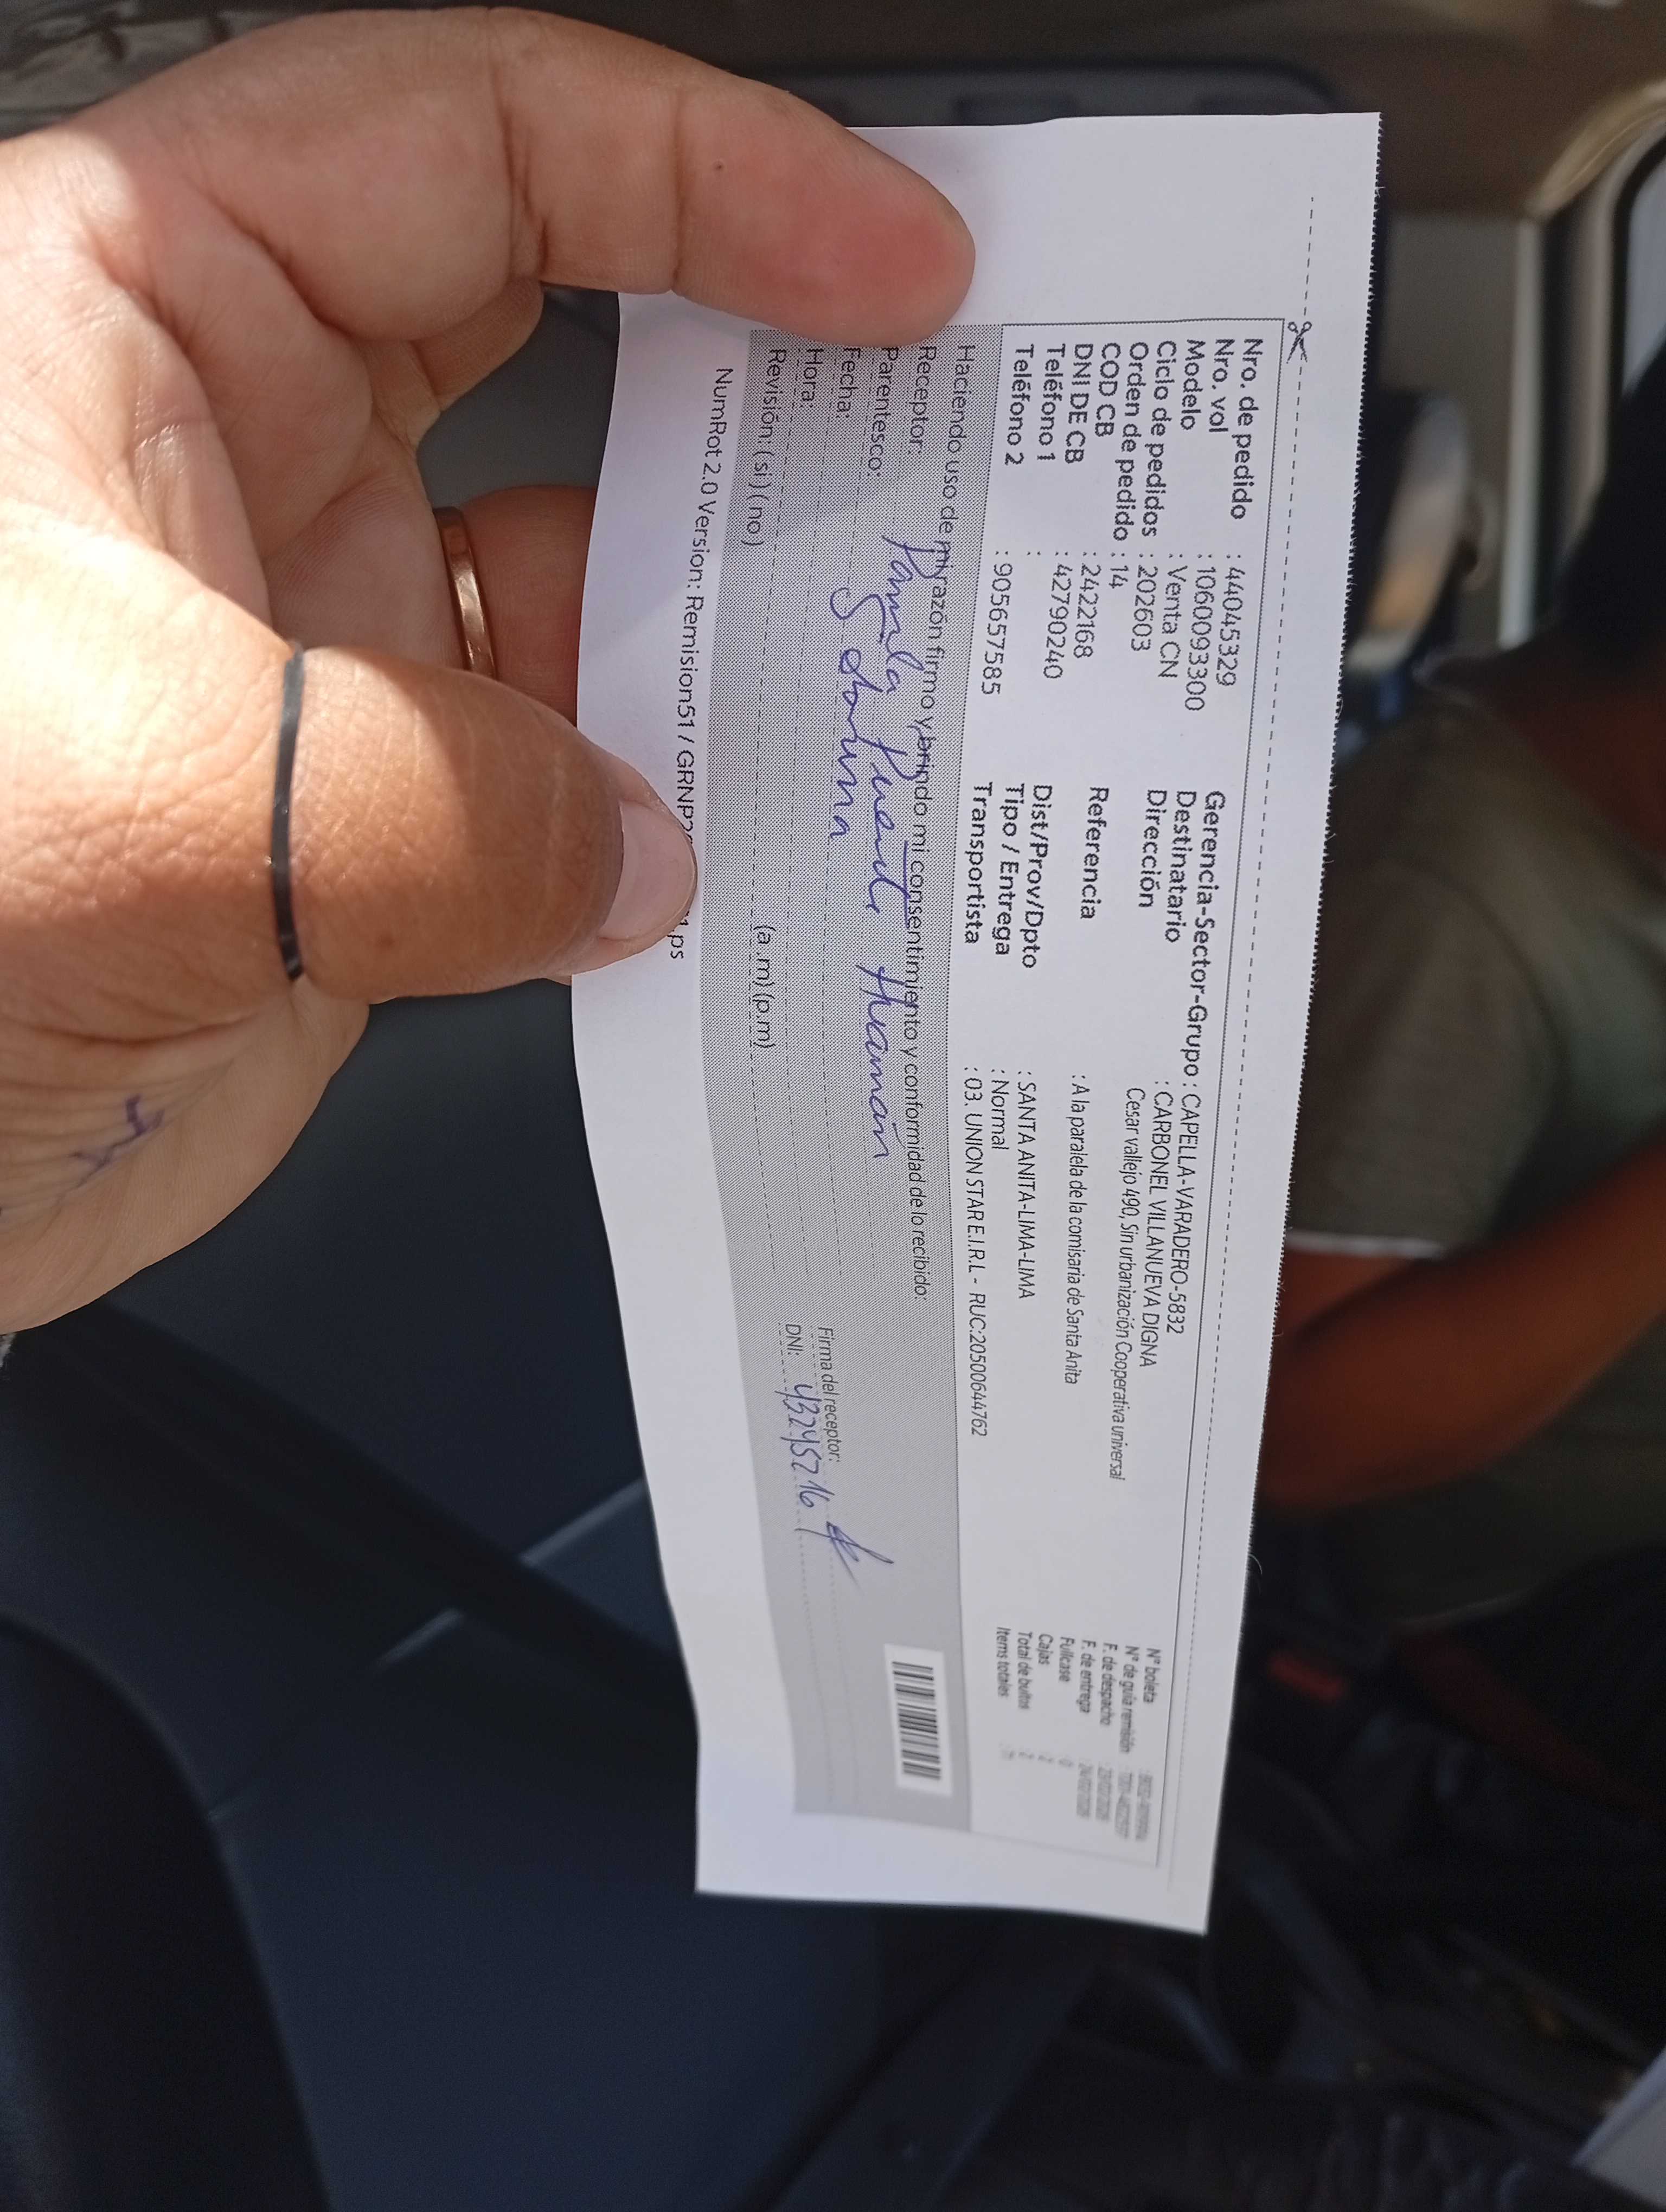 Nro. de pedido : 44045329
Nro. vol : 1060093300
Modelo : Venta CN
Ciclo de pedidos : 202603
Orden de pedido : 14
COD CB : 2422168
DNI DE CB : 42790240
Teléfono 1 :
Teléfono 2 : 905657585
Gerencia-Sector-Grupo : CAPELLA-VARADERO-5832
Destinatario : CARBONEL VILLANUEVA DIGNA
Dirección Cesar vallejo 490, Sin urbanización Cooperativa universal
Referencia : A la paralela de la comisaria de Santa Anita
Dist/Prov/Dpto : SANTA ANITA-LIMA-LIMA
Tipo / Entrega : Normal
Transportista : 03. UNION STAR E.I.R.L - RUC:20500644762
N° boleta
N° de guía remisión
F. de despacho
F. de entrega
Fullcase
Cajas
Total de bultos
Items totales
Haciendo uso de mi razón firmo y brindo mi consentimiento y conformidad de lo recibido:
Receptor: Pamela Puente Huamán
Parentesco:
Fecha:
Hora: (a.m) (p.m)
Revisión: ( si ) ( no )
Firma del receptor:
DNI: 43245716
NumRot 2.0 Version: Remision51 / GRNP
1.ps